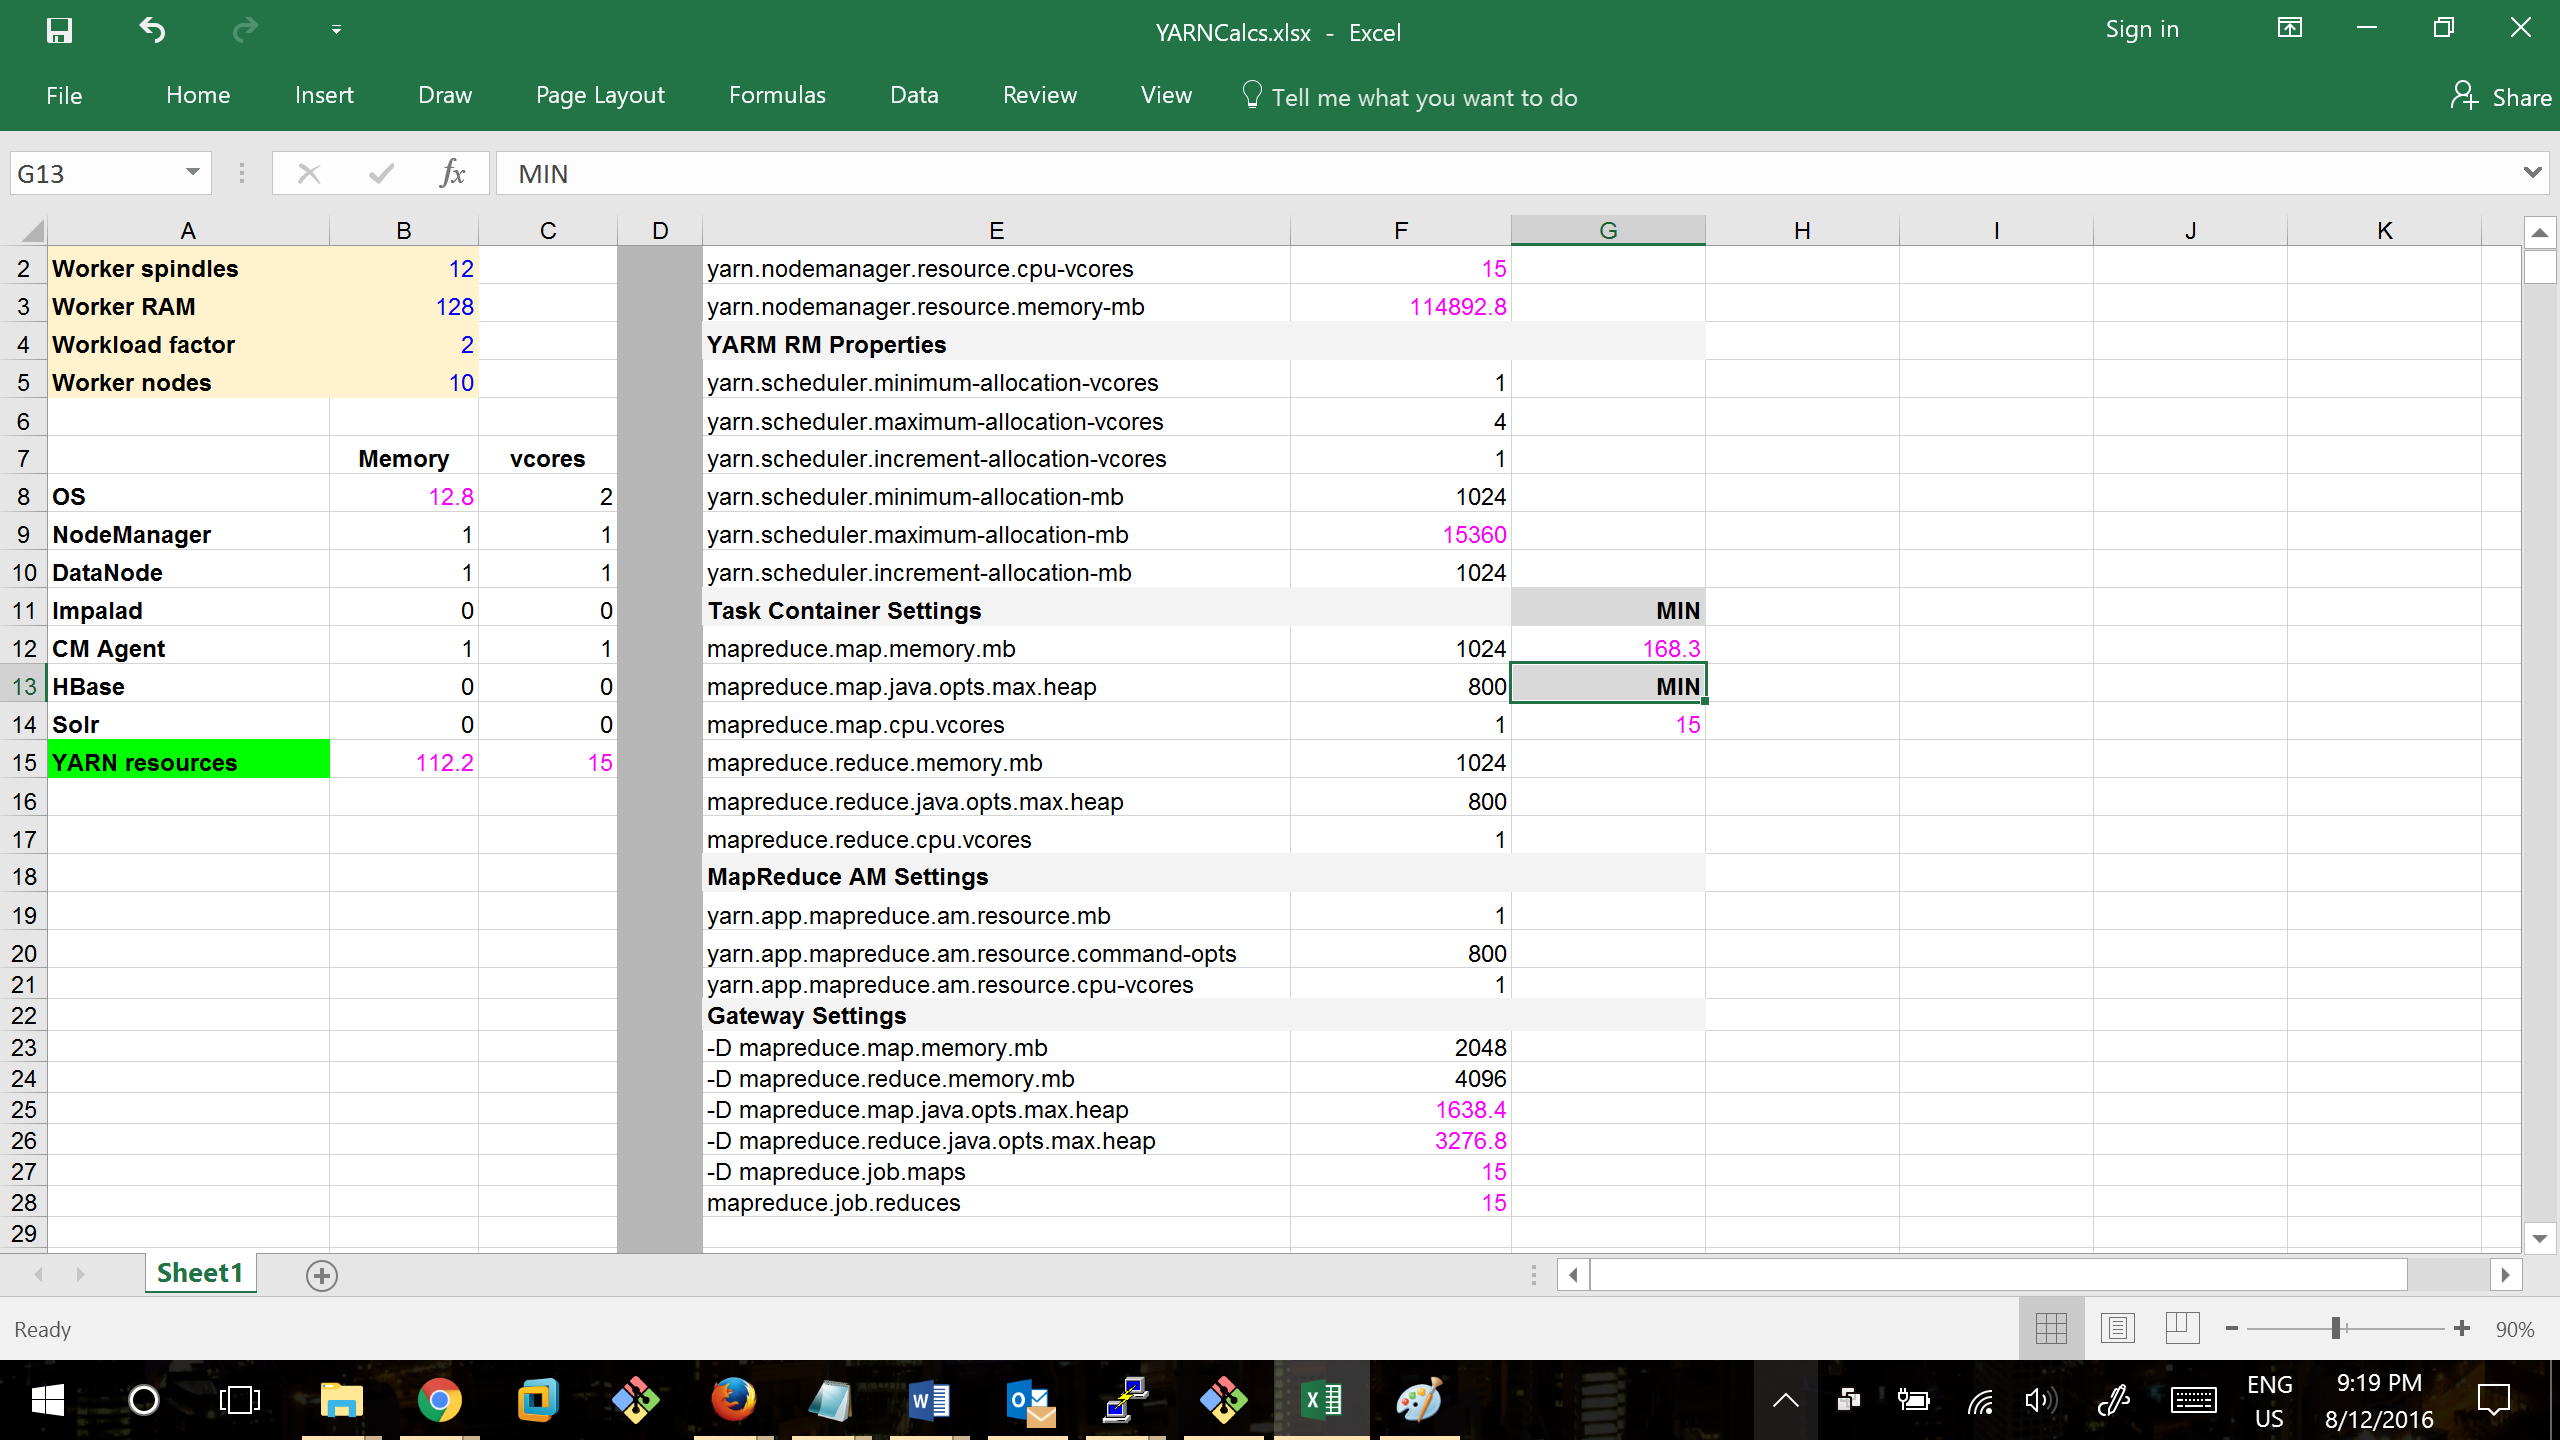 YARNCalcs.xlsx - Excel
Sign in
File Home Insert Draw Page Layout Formulas Data Review View Tell me what you want to do Share
G13 fx MIN
A B C D E F G H I J K
2 Worker spindles 12 yarn.nodemanager.resource.cpu-vcores 15
3 Worker RAM 128 yarn.nodemanager.resource.memory-mb 114892.8
4 Workload factor 2 YARM RM Properties
5 Worker nodes 10 yarn.scheduler.minimum-allocation-vcores 1
6 yarn.scheduler.maximum-allocation-vcores 4
7 Memory vcores yarn.scheduler.increment-allocation-vcores 1
8 OS 12.8 2 yarn.scheduler.minimum-allocation-mb 1024
9 NodeManager 1 1 yarn.scheduler.maximum-allocation-mb 15360
10 DataNode 1 1 yarn.scheduler.increment-allocation-mb 1024
11 Impalad 0 0 Task Container Settings MIN
12 CM Agent 1 1 mapreduce.map.memory.mb 1024 168.3
13 HBase 0 0 mapreduce.map.java.opts.max.heap 800 MIN
14 Solr 0 0 mapreduce.map.cpu.vcores 1 15
15 YARN resources 112.2 15 mapreduce.reduce.memory.mb 1024
16 mapreduce.reduce.java.opts.max.heap 800
17 mapreduce.reduce.cpu.vcores 1
18 MapReduce AM Settings
19 yarn.app.mapreduce.am.resource.mb 1
20 yarn.app.mapreduce.am.resource.command-opts 800
21 yarn.app.mapreduce.am.resource.cpu-vcores 1
22 Gateway Settings
23 -D mapreduce.map.memory.mb 2048
24 -D mapreduce.reduce.memory.mb 4096
25 -D mapreduce.map.java.opts.max.heap 1638.4
26 -D mapreduce.reduce.java.opts.max.heap 3276.8
27 -D mapreduce.job.maps 15
28 mapreduce.job.reduces 15
29
Sheet1
Ready 90%
ENG 9:19 PM
US 8/12/2016